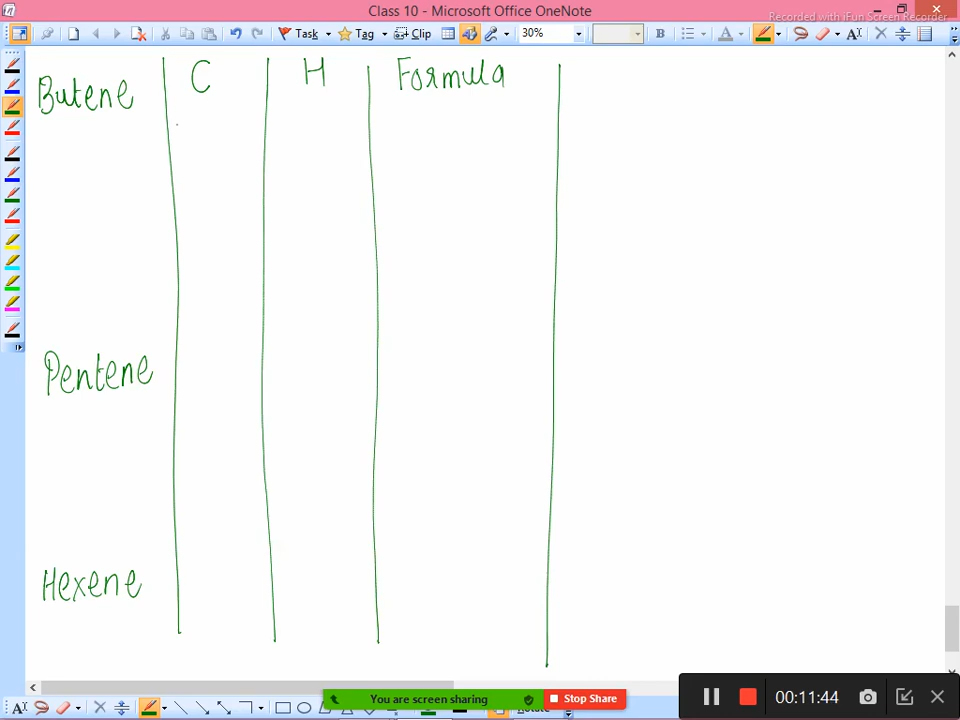 Class 10 - Microsoft Office OneNote
Recorded with iFun Screen Recorder
Task
Tag
Clip
30%
B
A
Butene C H Formula
Pentene
Hexene
You are screen sharing
Stop Share
00:11:44